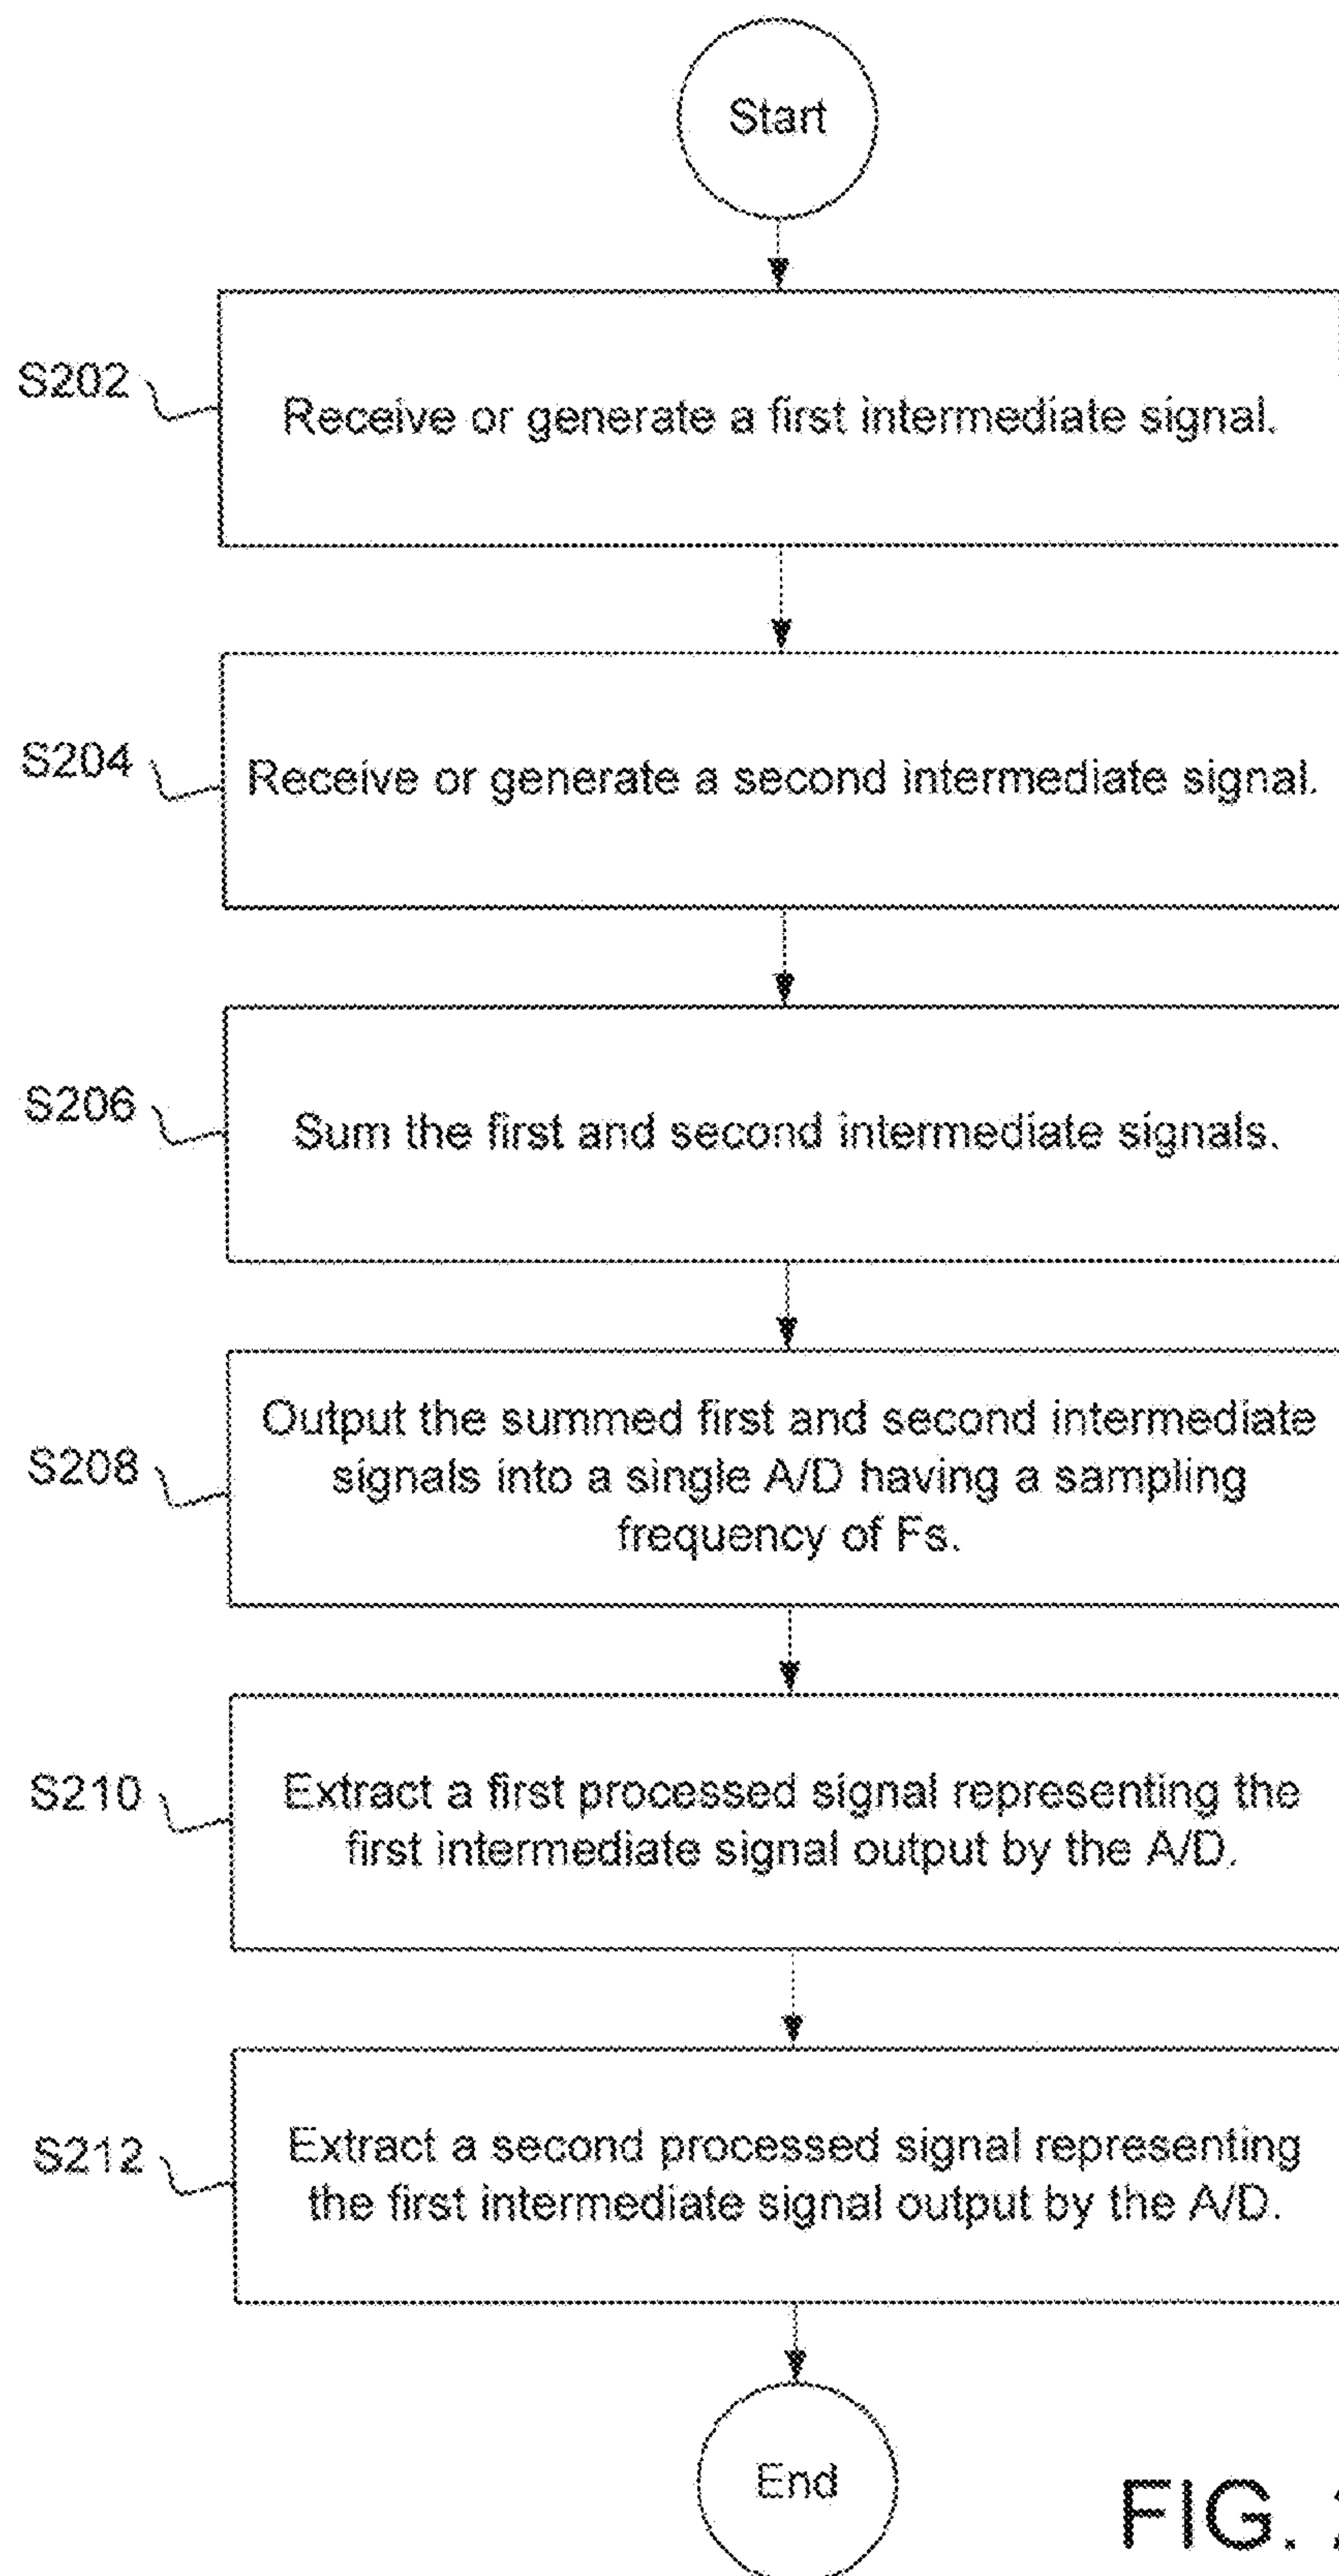 Start
S202
Receive or generate a first intermediate signal.
S204
Receive or generate a second intermediate signal.
S206
Sum the first and second intermediate signals.
S208
Output the summed first and second intermediate
signals into a single A/D having a sampling
frequency of Fs.
S210
Extract a first processed signal representing the
first intermediate signal output by the A/D.
S212
Extract a second processed signal representing
the first intermediate signal output by the A/D.
End
FIG.